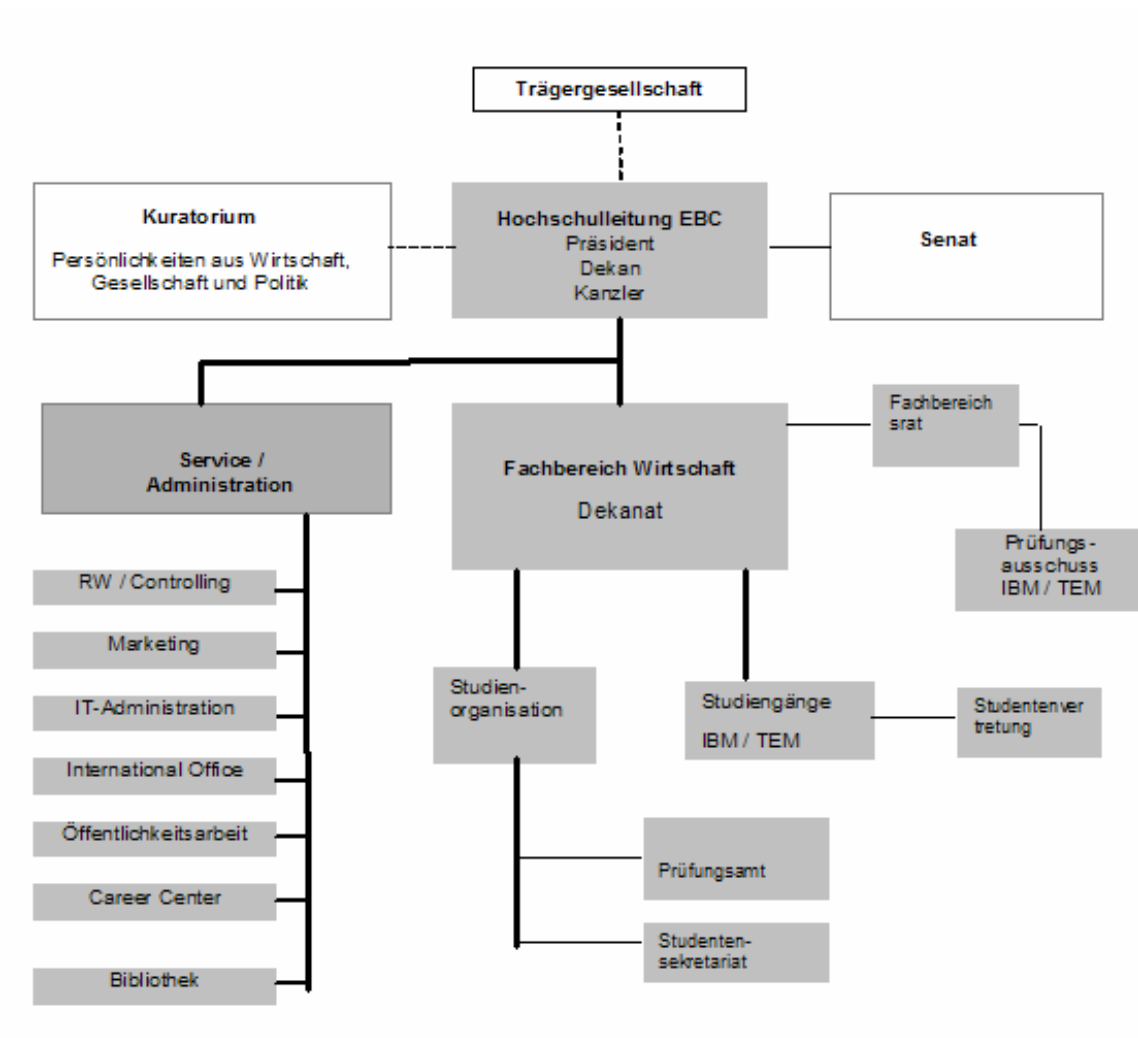 Trägergesellschaft
Kuratorium
Persönlichkeiten aus Wirtschaft,
Gesellschaft und Politik
Hochschulleitung EBC
Präsident
Dekan
Kanzler
Senat
Service /
Administration
Fachbereich Wirtschaft
Dekanat
Fachbereich
srat
Prüfungs-
ausschuss
IBM / TEM
RW / Controlling
Marketing
IT-Administration
International Office
Öffentlichkeitsarbeit
Career Center
Bibliothek
Studien-
organisation
Studiengänge
IBM / TEM
Studentenver
tretung
Prüfungsamt
Studenten-
sekretariat